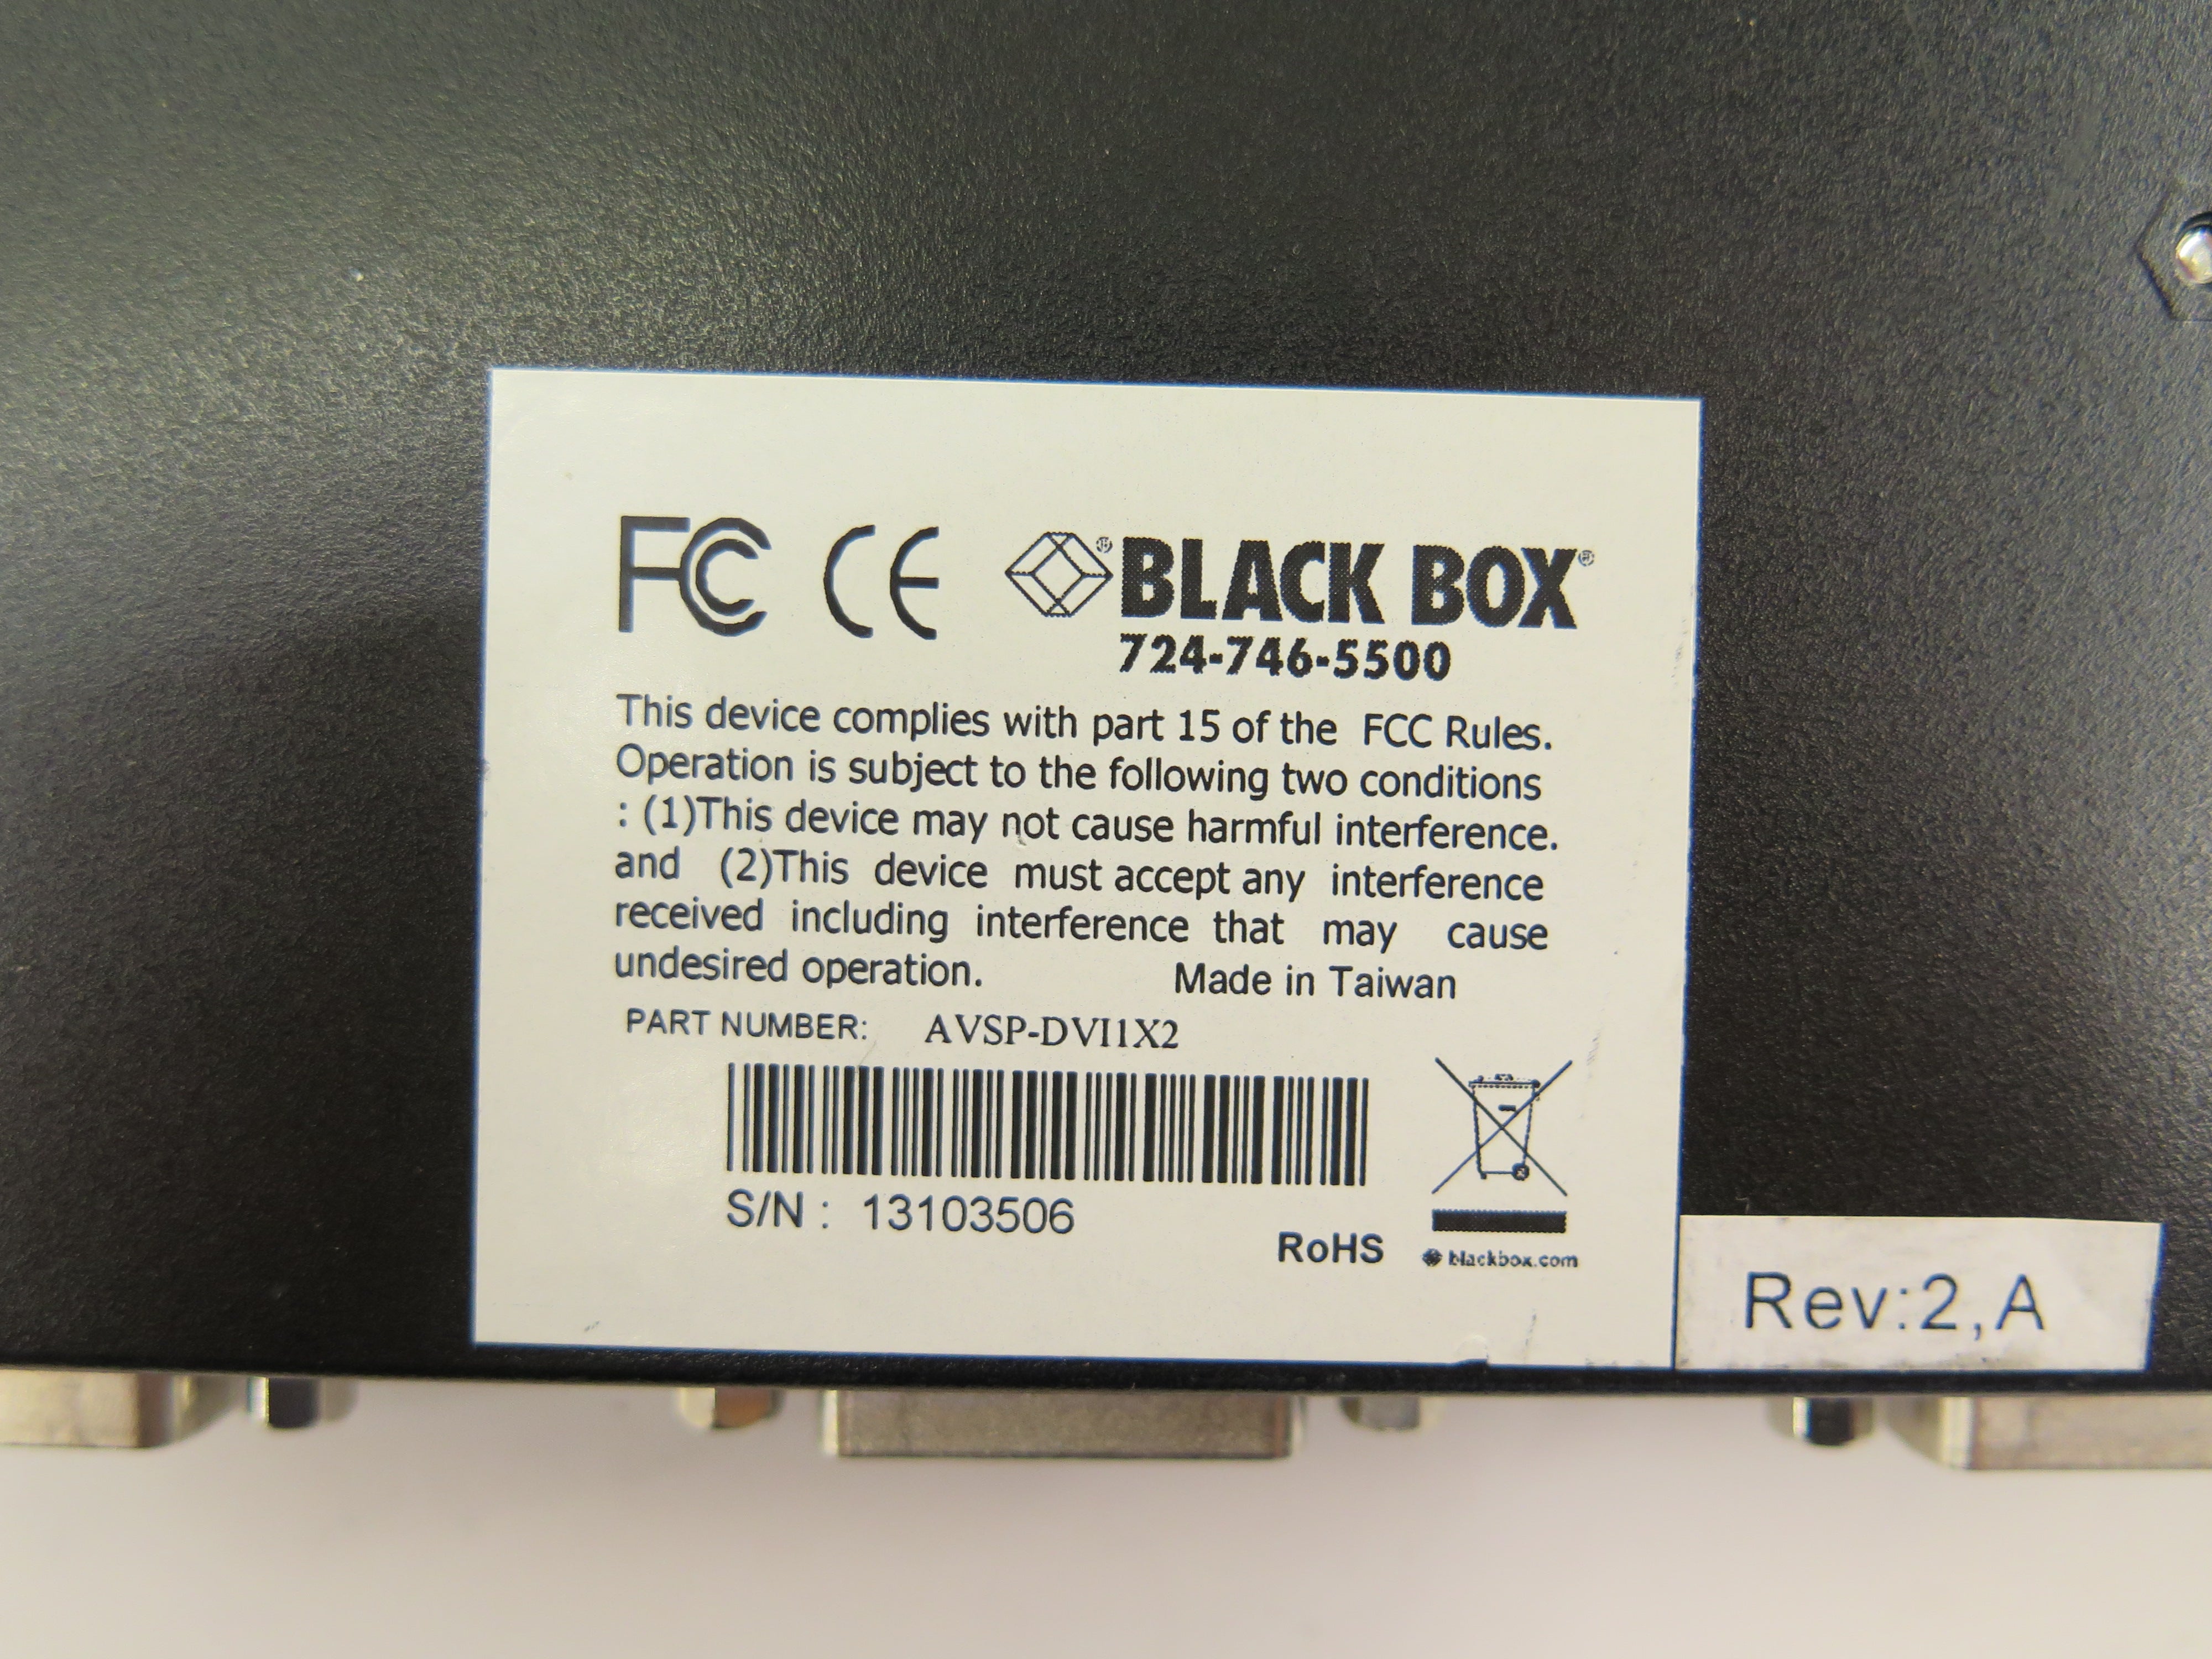 FC CE ® BLACK BOX®
724-746-5500
This device complies with part 15 of the FCC Rules.
Operation is subject to the following two conditions
: (1)This device may not cause harmful interference.
and (2)This device must accept any interference
received including interference that may cause
undesired operation. Made in Taiwan
PART NUMBER: AVSP-DVI1X2
S/N : 13103506
RoHS blackbox.com
Rev:2,A